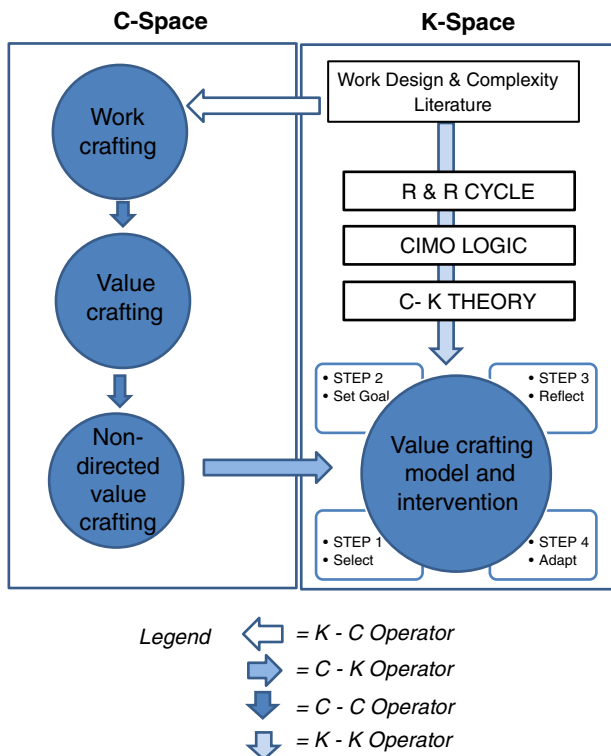 C-Space
K-Space
Work
crafting
Value
crafting
Non-
directed
value
crafting
Work Design & Complexity
Literature
R & R CYCLE
CIMO LOGIC
C- K THEORY
• STEP 2
• Set Goal
• STEP 3
• Reflect
Value crafting
model and
intervention
• STEP 1
• Select
• STEP 4
• Adapt
Legend
= K - C Operator
= C - K Operator
= C - C Operator
= K - K Operator